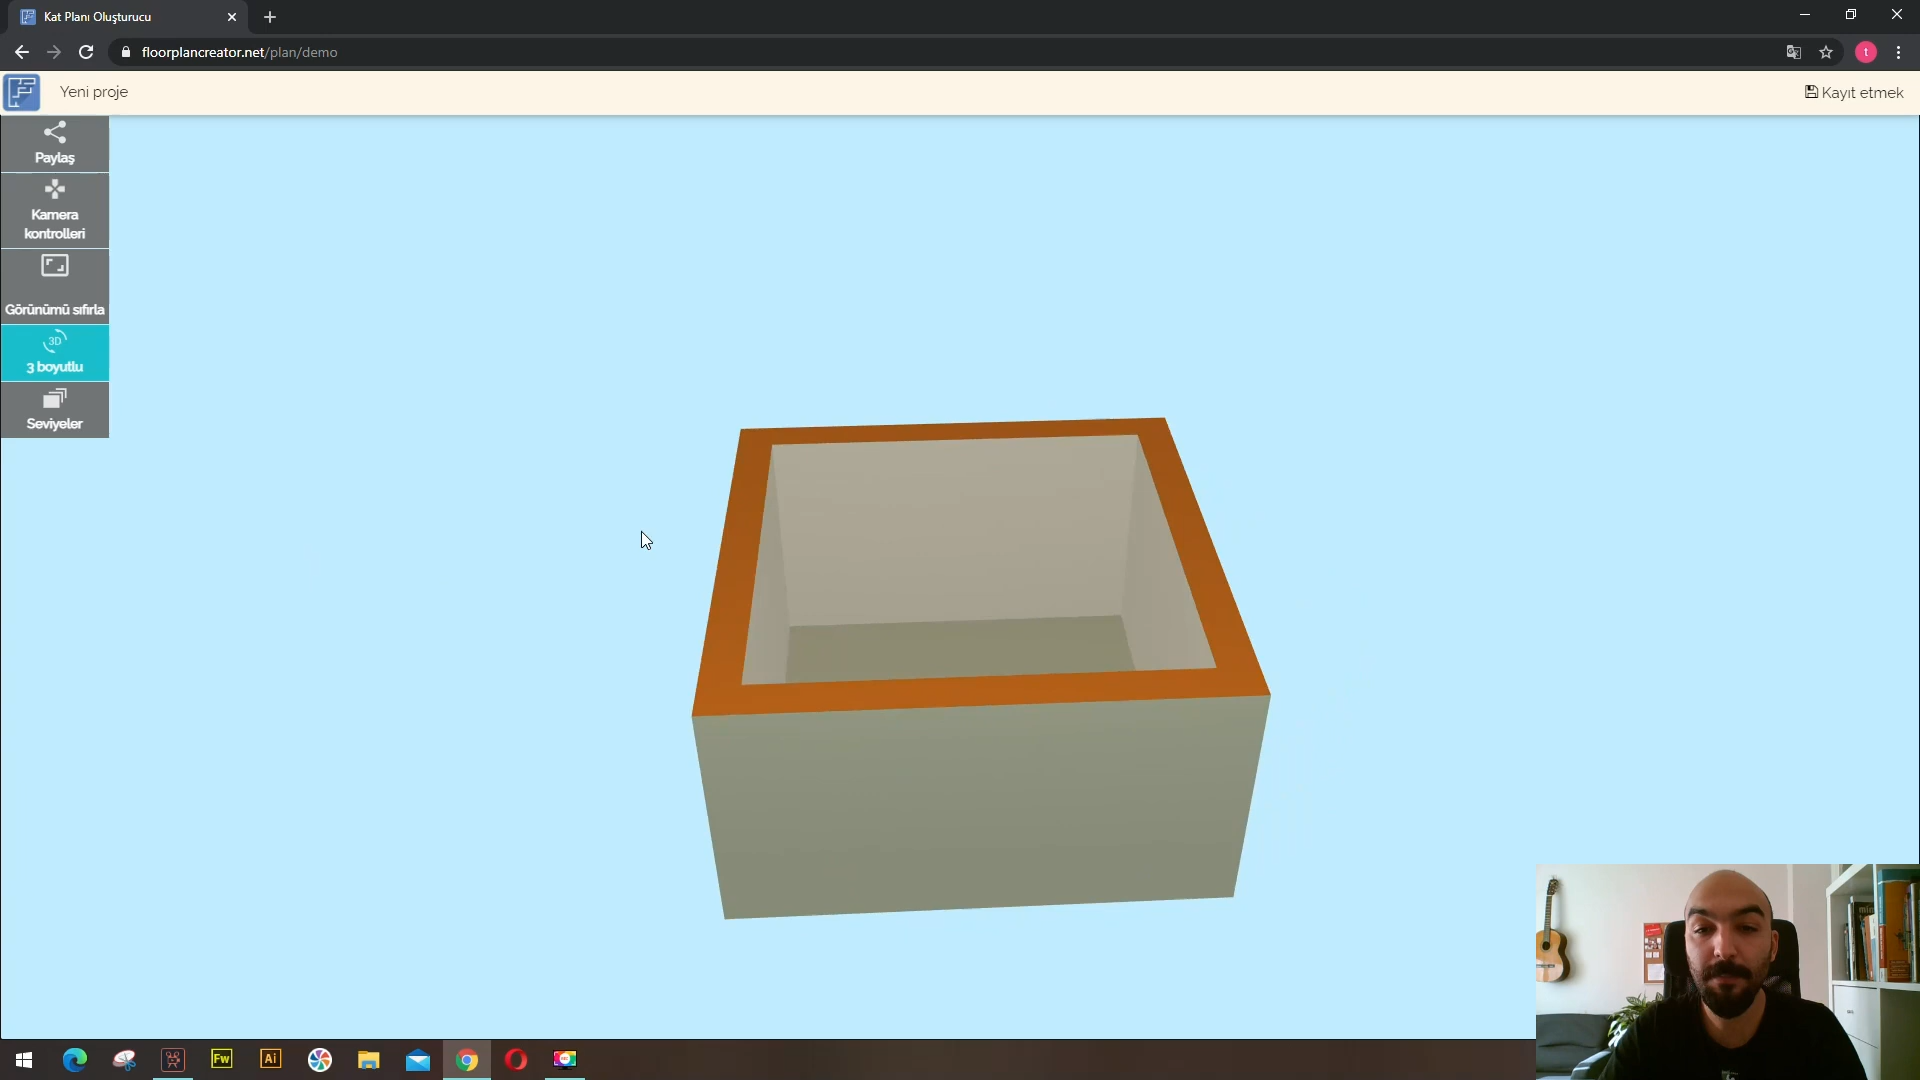 Kat Planı Oluşturucu
floorplancreator.net/plan/demo
t
Yeni proje
Kayıt etmek
Paylaş
Kamera
kontrolleri
Görünümü sıfırla
3D
3 boyutlu
Seviyeler
Fw
Ai